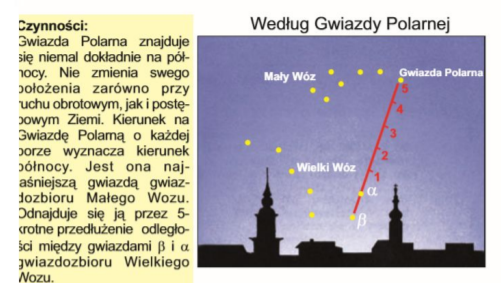 Czynności:
Gwiazda Polarna znajduje
się niemal dokładnie na pół-
nocy. Nie zmienia swego
położenia zarówno przy
ruchu obrotowym, jak i postę-
powym Ziemi. Kierunek na
Gwiazdę Polarną o każdej
porze wyznacza kierunek
północy. Jest ona naj-
jaśniejszą gwiazdą gwiaz-
dozbioru Małego Wozu.
Odnajduje się ją przez 5-
krotne przedłużenie odległo-
ści między gwiazdami β i α
gwiazdozbioru Wielkiego
Wozu.
Według Gwiazdy Polarnej
Mały Wóz
Gwiazda Polarna
5
4
3
2
Wielki Wóz
1
α
β